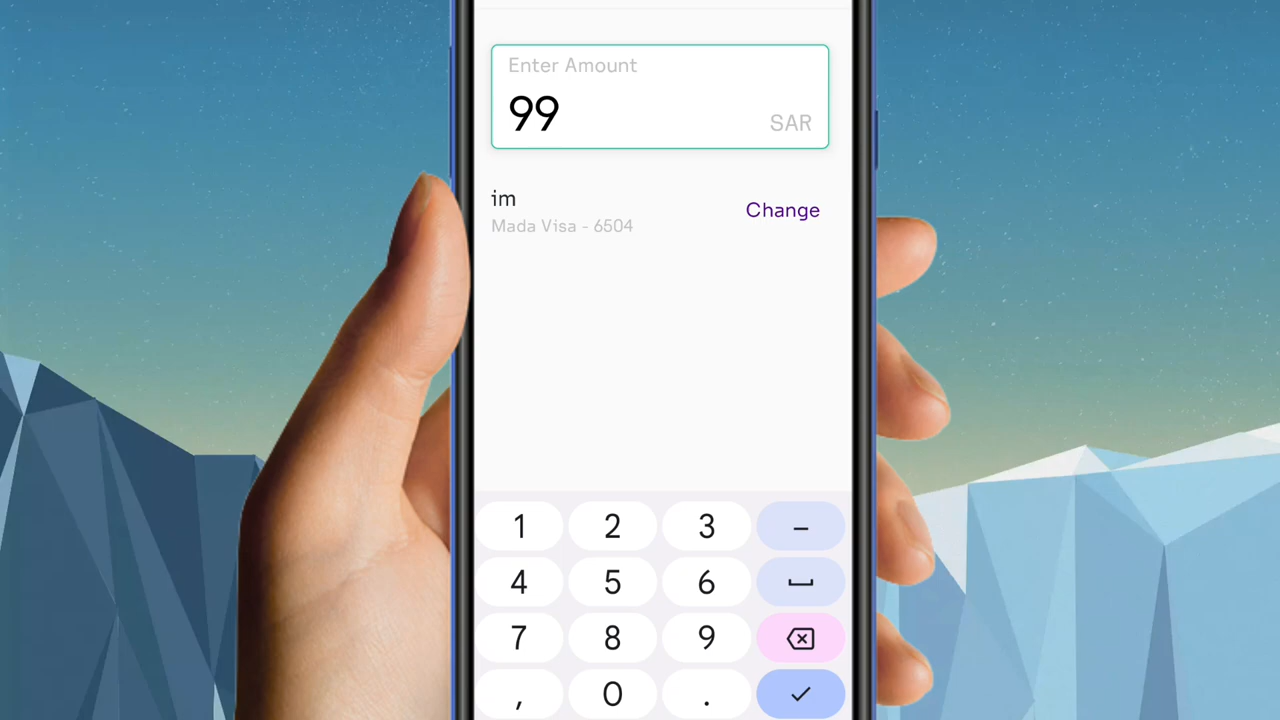 Enter Amount
99
SAR
im
Mada Visa - 6504
Change
1 2 3 –
4 5 6
7 8 9
, 0 .